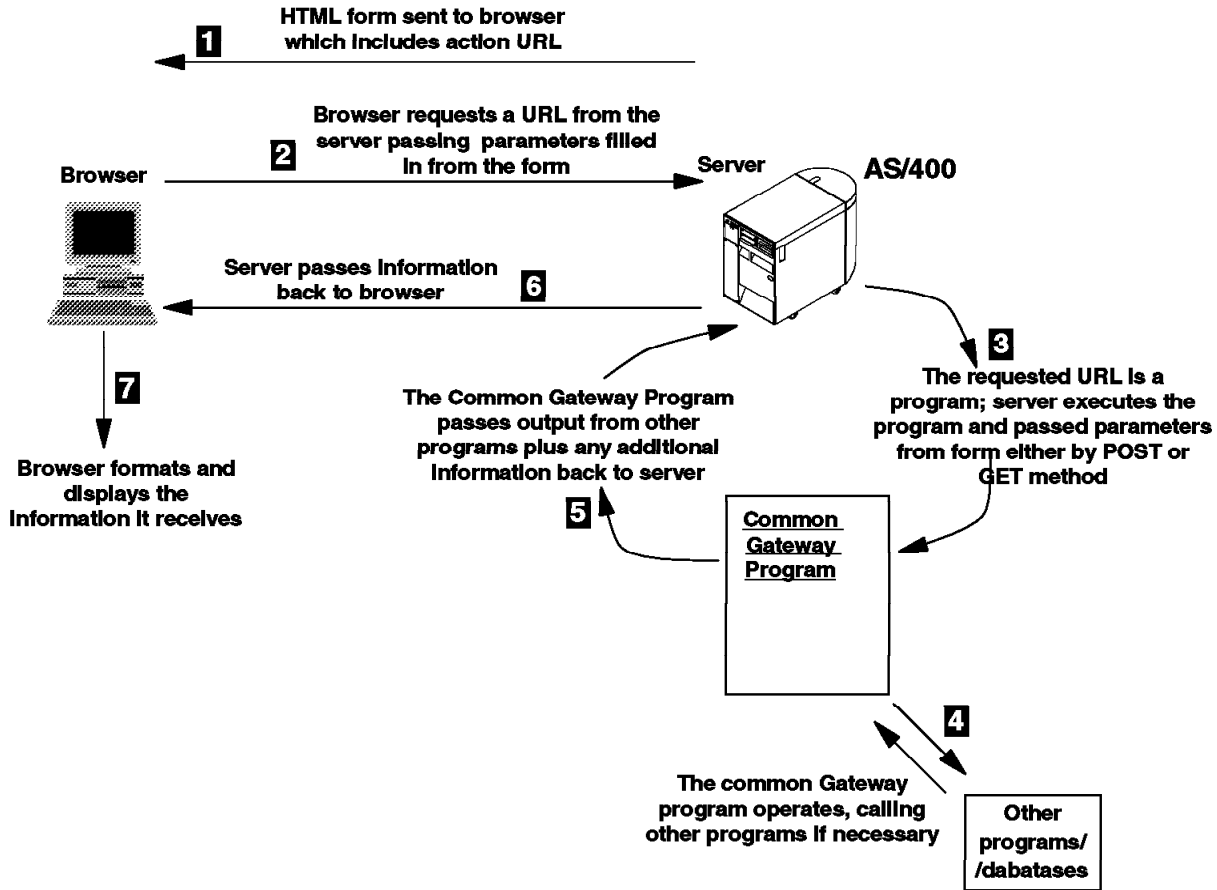 HTML form sent to browser
which includes action URL
1
Browser requests a URL from the
server passing parameters filled
in from the form
2
Browser
Server
AS/400
Server passes information
back to browser
6
3
The requested URL is a
program; server executes the
program and passed parameters
from form either by POST or
GET method
7
The Common Gateway Program
passes output from other
programs plus any additional
information back to server
Browser formats and
displays the
information it receives
5
Common
Gateway
Program
4
The common Gateway
program operates, calling
other programs if necessary
Other
programs/
/dabatases